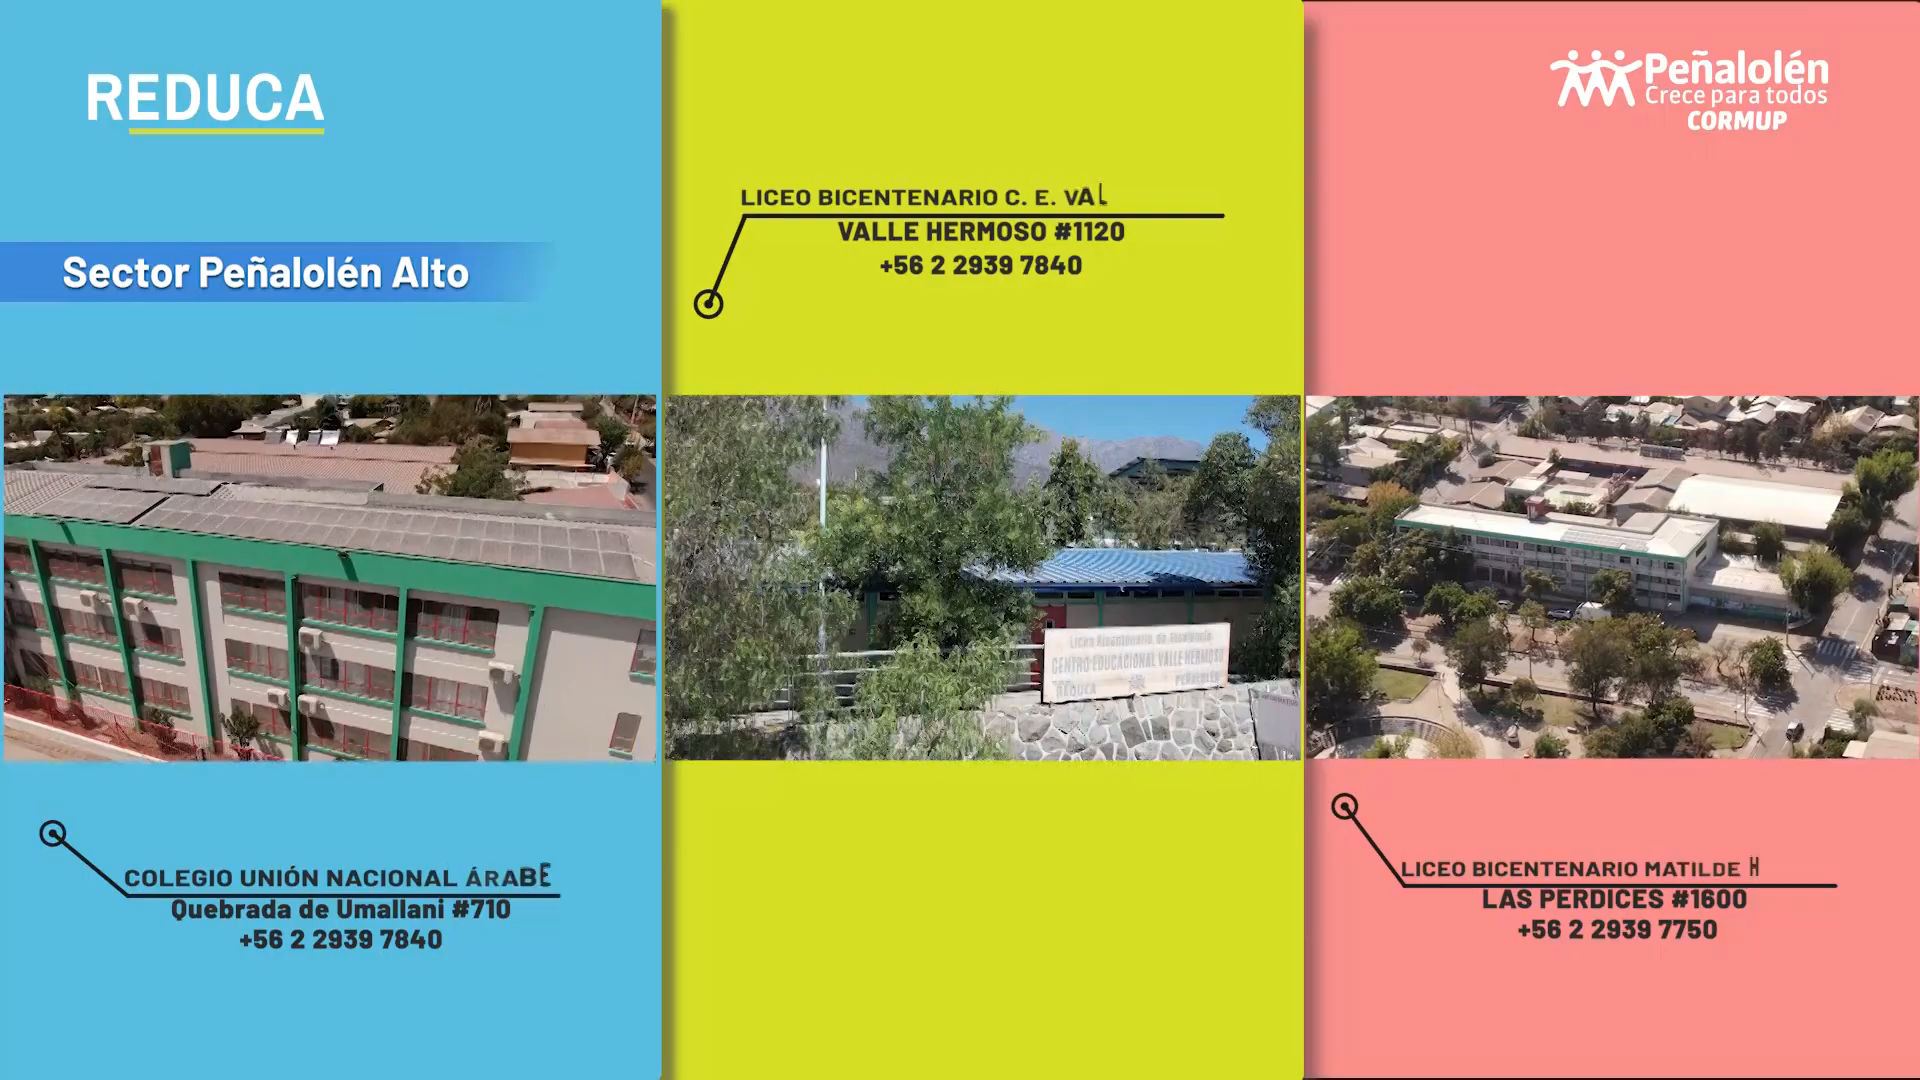 REDUCA
Peñalolén
Crece para todos
CORMUP
Sector Peñalolén Alto
LICEO BICENTENARIO C. E. VAL
VALLE HERMOSO #1120
+56 2 2939 7840
Liceo Bicentenario de Excelencia
CENTRO EDUCACIONAL VALLE HERMOSO
REDUCA
PEÑALOLÉN
COLEGIO UNIÓN NACIONAL ÁRABE
Quebrada de Umallani #710
+56 2 2939 7840
LICEO BICENTENARIO MATILDE H
LAS PERDICES #1600
+56 2 2939 7750